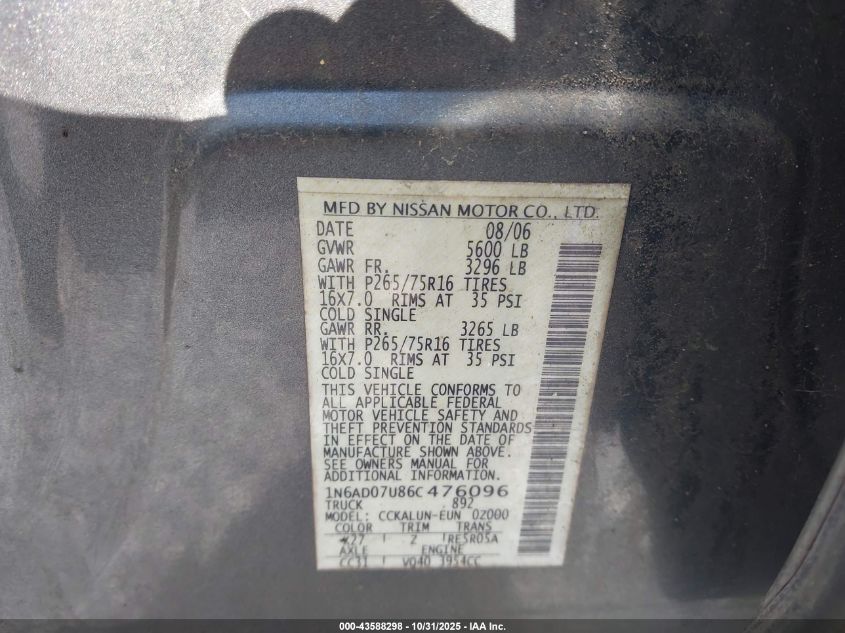 MFD BY NISSAN MOTOR CO., LTD.
DATE 08/06
GVWR 5600 LB
GAWR FR. 3296 LB
WITH P265/75R16 TIRES
16X7.0 RIMS AT 35 PSI
COLD SINGLE
GAWR RR. 3265 LB
WITH P265/75R16 TIRES
16X7.0 RIMS AT 35 PSI
COLD SINGLE
THIS VEHICLE CONFORMS TO
ALL APPLICABLE FEDERAL
MOTOR VEHICLE SAFETY AND
THEFT PREVENTION STANDARDS
IN EFFECT ON THE DATE OF
MANUFACTURE SHOWN ABOVE.
SEE OWNERS MANUAL FOR
ADDITIONAL INFORMATION.
1N6AD07U86C476096
TRUCK 892
MODEL: CCKALUN-EUN 02000
COLOR TRIM TRANS
Z RE5R05A
AXLE ENGINE
CC31 VQ40 3954CC
000-43588298 - 10/31/2025 - IAA Inc.